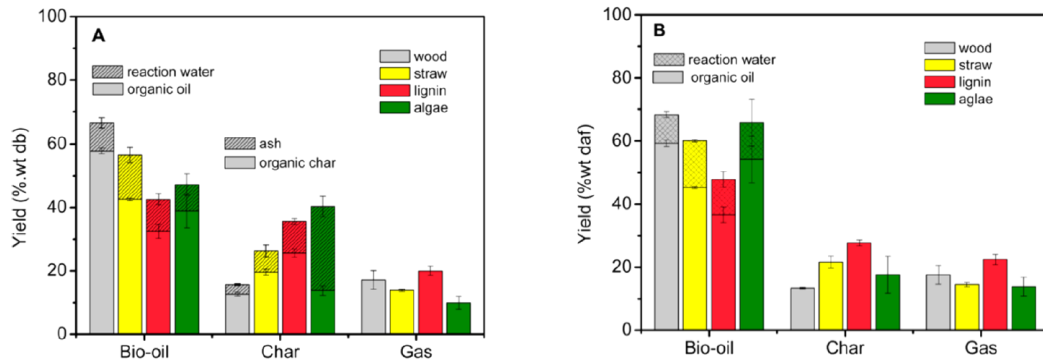 A
100
80
60
40
20
0
Yield (%.wt db)
reaction water
organic oil
wood
straw
lignin
algae
ash
organic char
Bio-oil
Char
Gas
B
100
80
60
40
20
0
Yield (%wt daf)
reaction water
organic oil
wood
straw
lignin
aglae
Bio-oil
Char
Gas